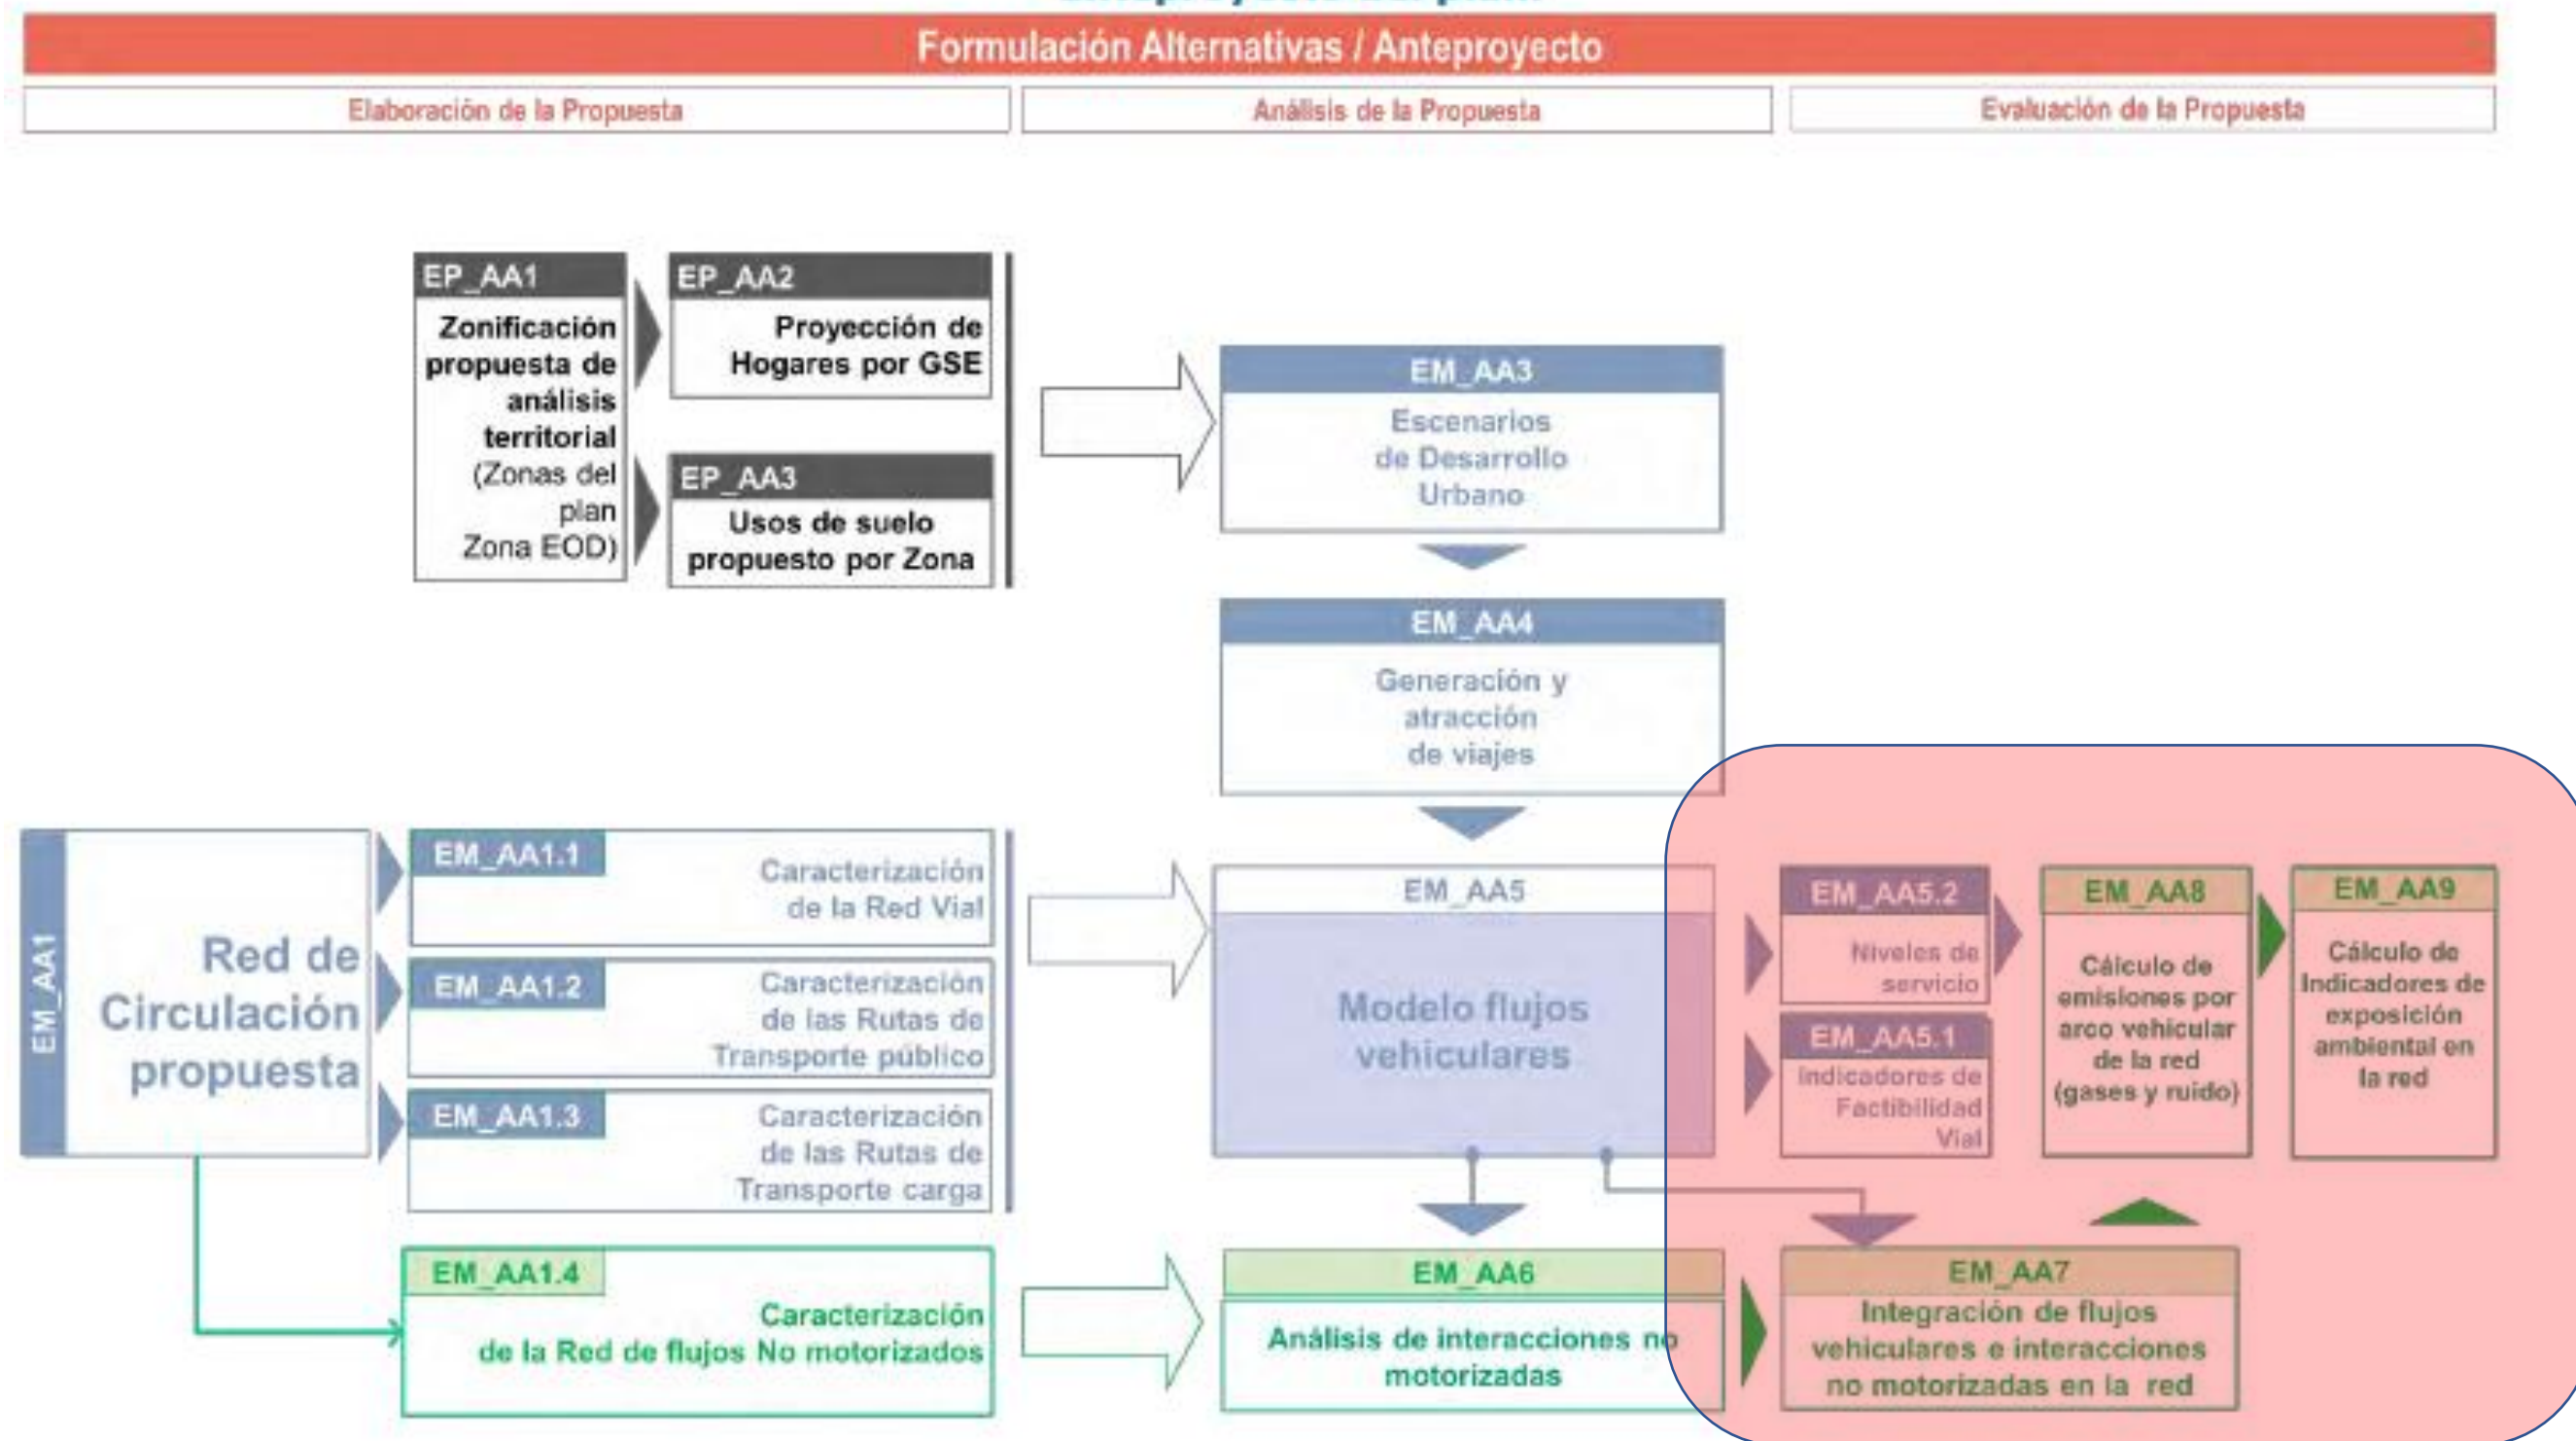 Formulación Alternativas / Anteproyecto
Elaboración de la Propuesta
Análisis de la Propuesta
Evaluación de la Propuesta
EP_AA1
Zonificación
propuesta de
análisis
territorial
(Zonas del
plan
Zona EOD)
EP_AA2
Proyección de
Hogares por GSE
EP_AA3
Usos de suelo
propuesto por Zona
EM_AA3
Escenarios
de Desarrollo
Urbano
EM_AA4
Generación y
atracción
de viajes
EM_AA1
Red de
Circulación
propuesta
EM_AA1.1
Caracterización
de la Red Vial
EM_AA1.2
Caracterización
de las Rutas de
Transporte público
EM_AA1.3
Caracterización
de las Rutas de
Transporte carga
EM_AA1.4
Caracterización
de la Red de flujos No motorizados
EM_AA5
Modelo flujos
vehiculares
EM_AA6
Análisis de interacciones no
motorizadas
EM_AA5.2
Niveles de
servicio
EM_AA5.1
Indicadores de
Factibilidad
Vial
EM_AA8
Cálculo de
emisiones por
arco vehicular
de la red
(gases y ruido)
EM_AA9
Cálculo de
Indicadores de
exposición
ambiental en
la red
EM_AA7
Integración de flujos
vehiculares e interacciones
no motorizadas en la red